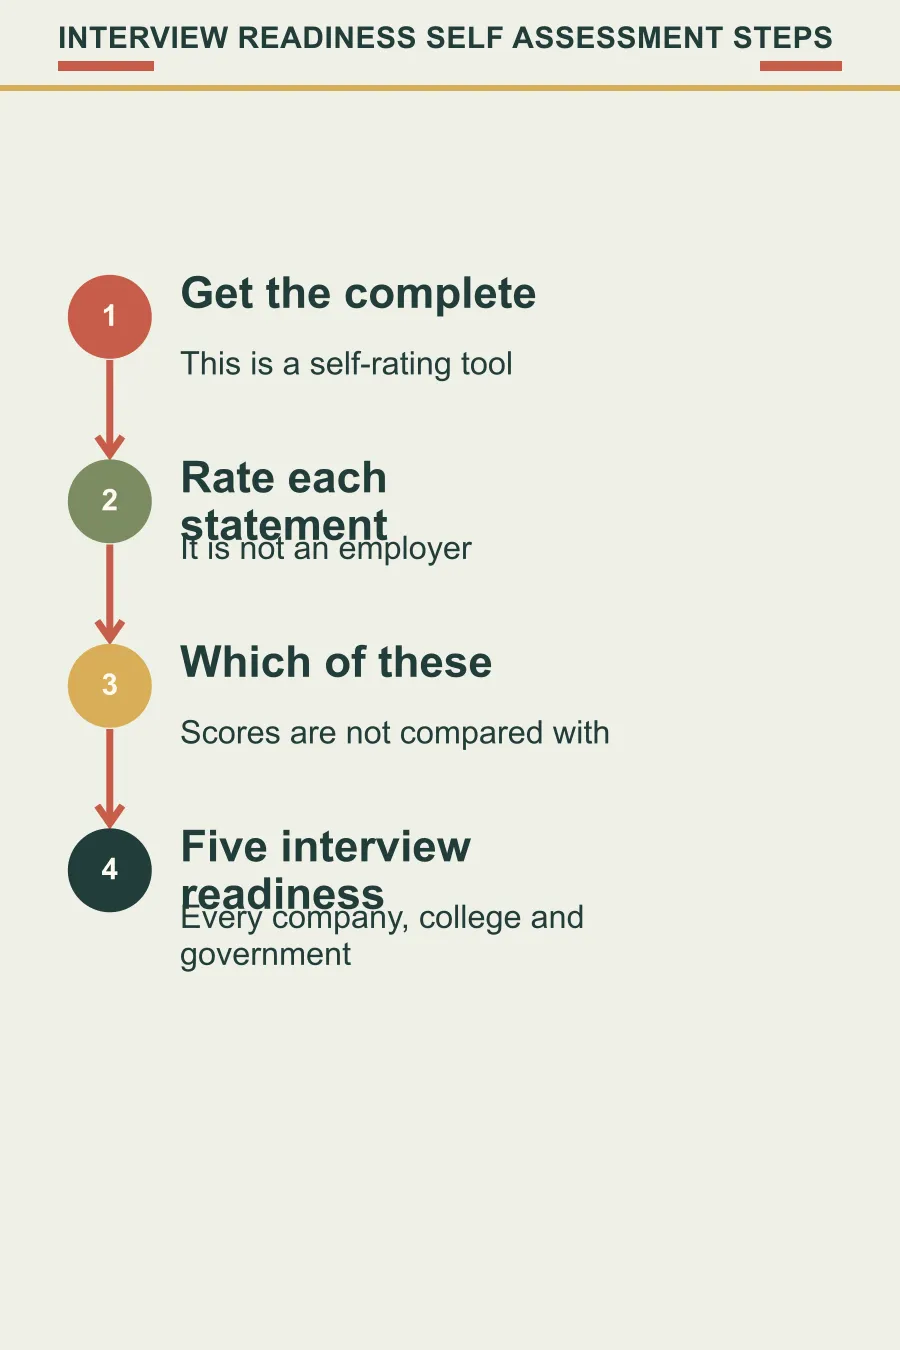 INTERVIEW READINESS SELF ASSESSMENT STEPS
1
Get the complete
This is a self-rating tool
2
Rate each
statement
It is not an employer
3
Which of these
Scores are not compared with
4
Five interview
readiness
Every company, college and
government